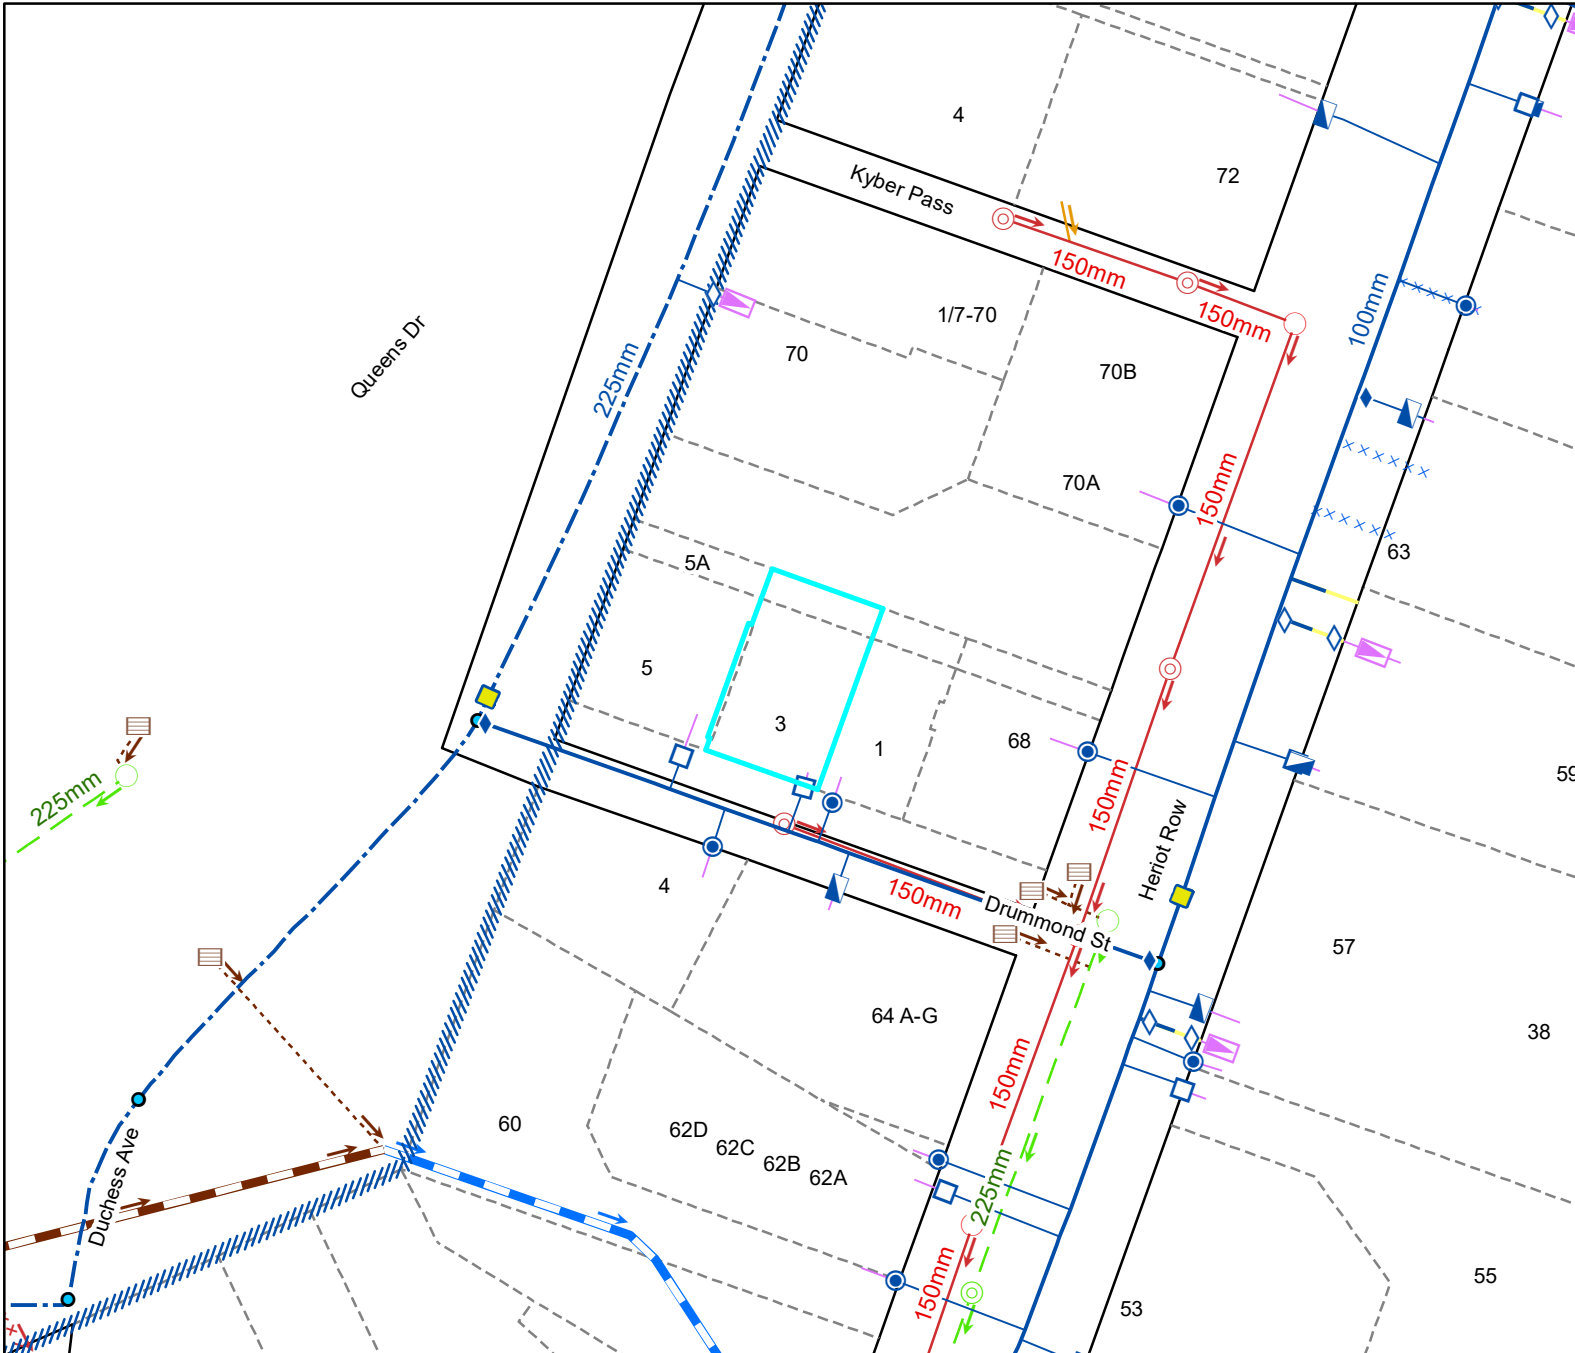 4
72
Kyber Pass
150mm
150mm
100mm
1/7-70
70
70B
Queens Dr
225mm
70A
150mm
63
5A
5
3
1
68
59
225mm
150mm
Heriot Row
4
150mm
Drummond St
57
64 A-G
38
150mm
60
62D
62C
62B
62A
225mm
Duchess Ave
150mm
53
55